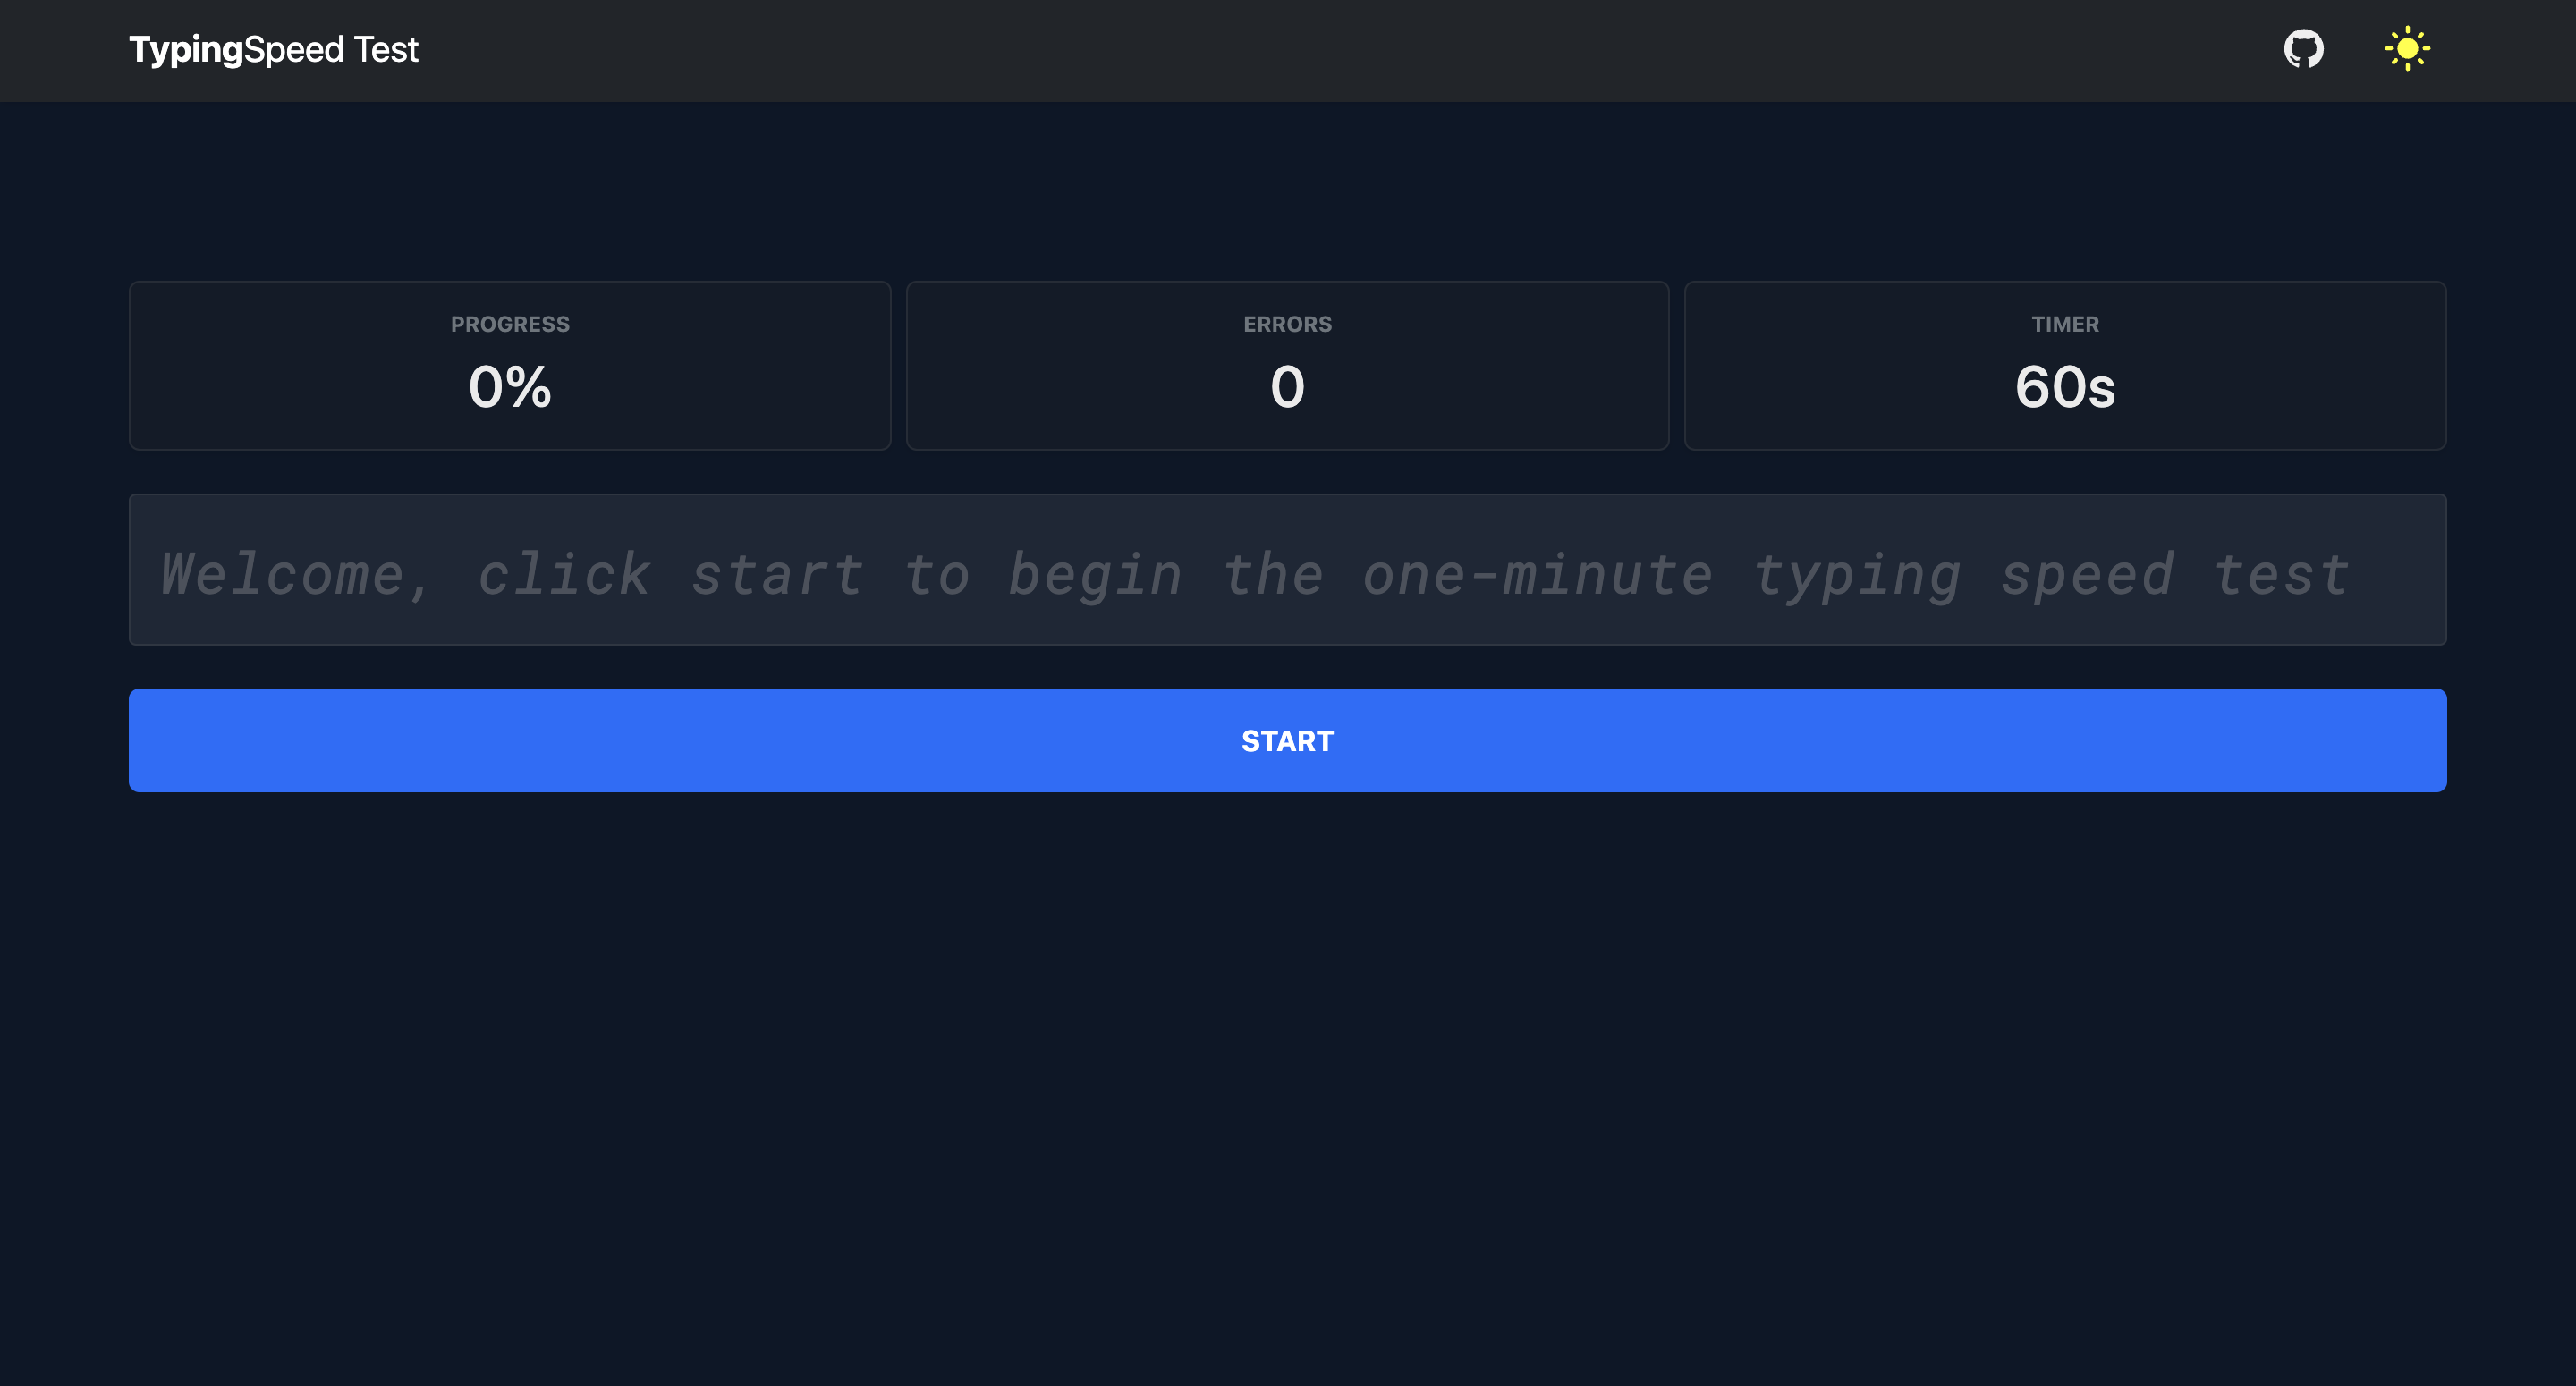 TypingSpeed Test
PROGRESS
0%
ERRORS
0
TIMER
60s
Welcome, click start to begin the one-minute typing speed test
START